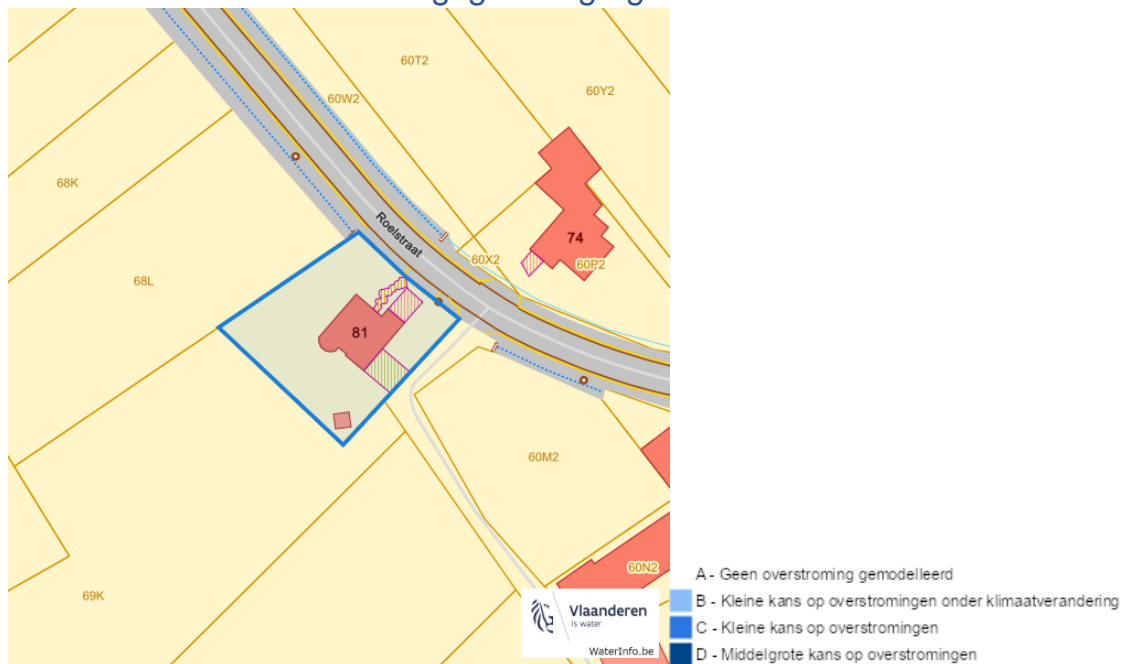 60T2
60Y2
60W2
68K
Roelstraat
74
60X2
60P2
68L
81
60M2
60N2
69K
Vlaanderen
is water
WaterInfo.be
A - Geen overstroming gemodelleerd
B - Kleine kans op overstromingen onder klimaatverandering
C - Kleine kans op overstromingen
D - Middelgrote kans op overstromingen